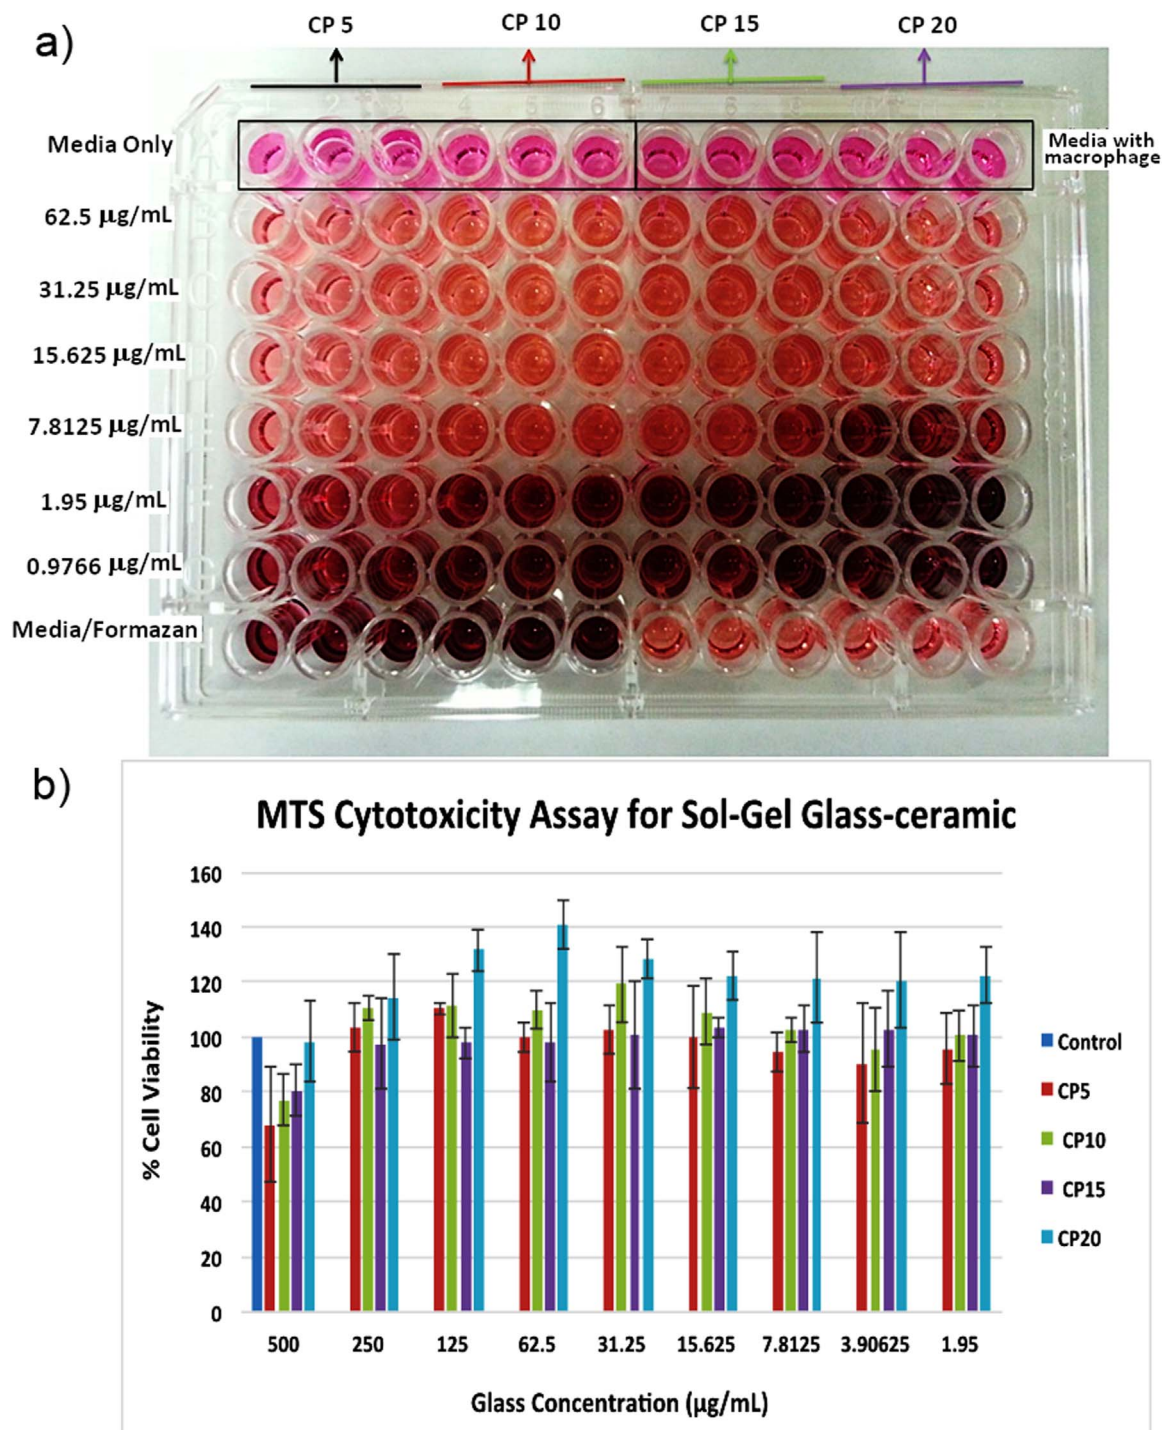 a)
CP 5 CP 10 CP 15 CP 20
Media Only
Media with
macrophage
62.5 µg/mL
31.25 µg/mL
15.625 µg/mL
7.8125 µg/mL
1.95 µg/mL
0.9766 µg/mL
Media/Formazan
b)
MTS Cytotoxicity Assay for Sol-Gel Glass-ceramic
160
140
120
100
80
60
40
20
0
% Cell Viability
500 250 125 62.5 31.25 15.625 7.8125 3.90625 1.95
Glass Concentration (µg/mL)
Control
CP5
CP10
CP15
CP20